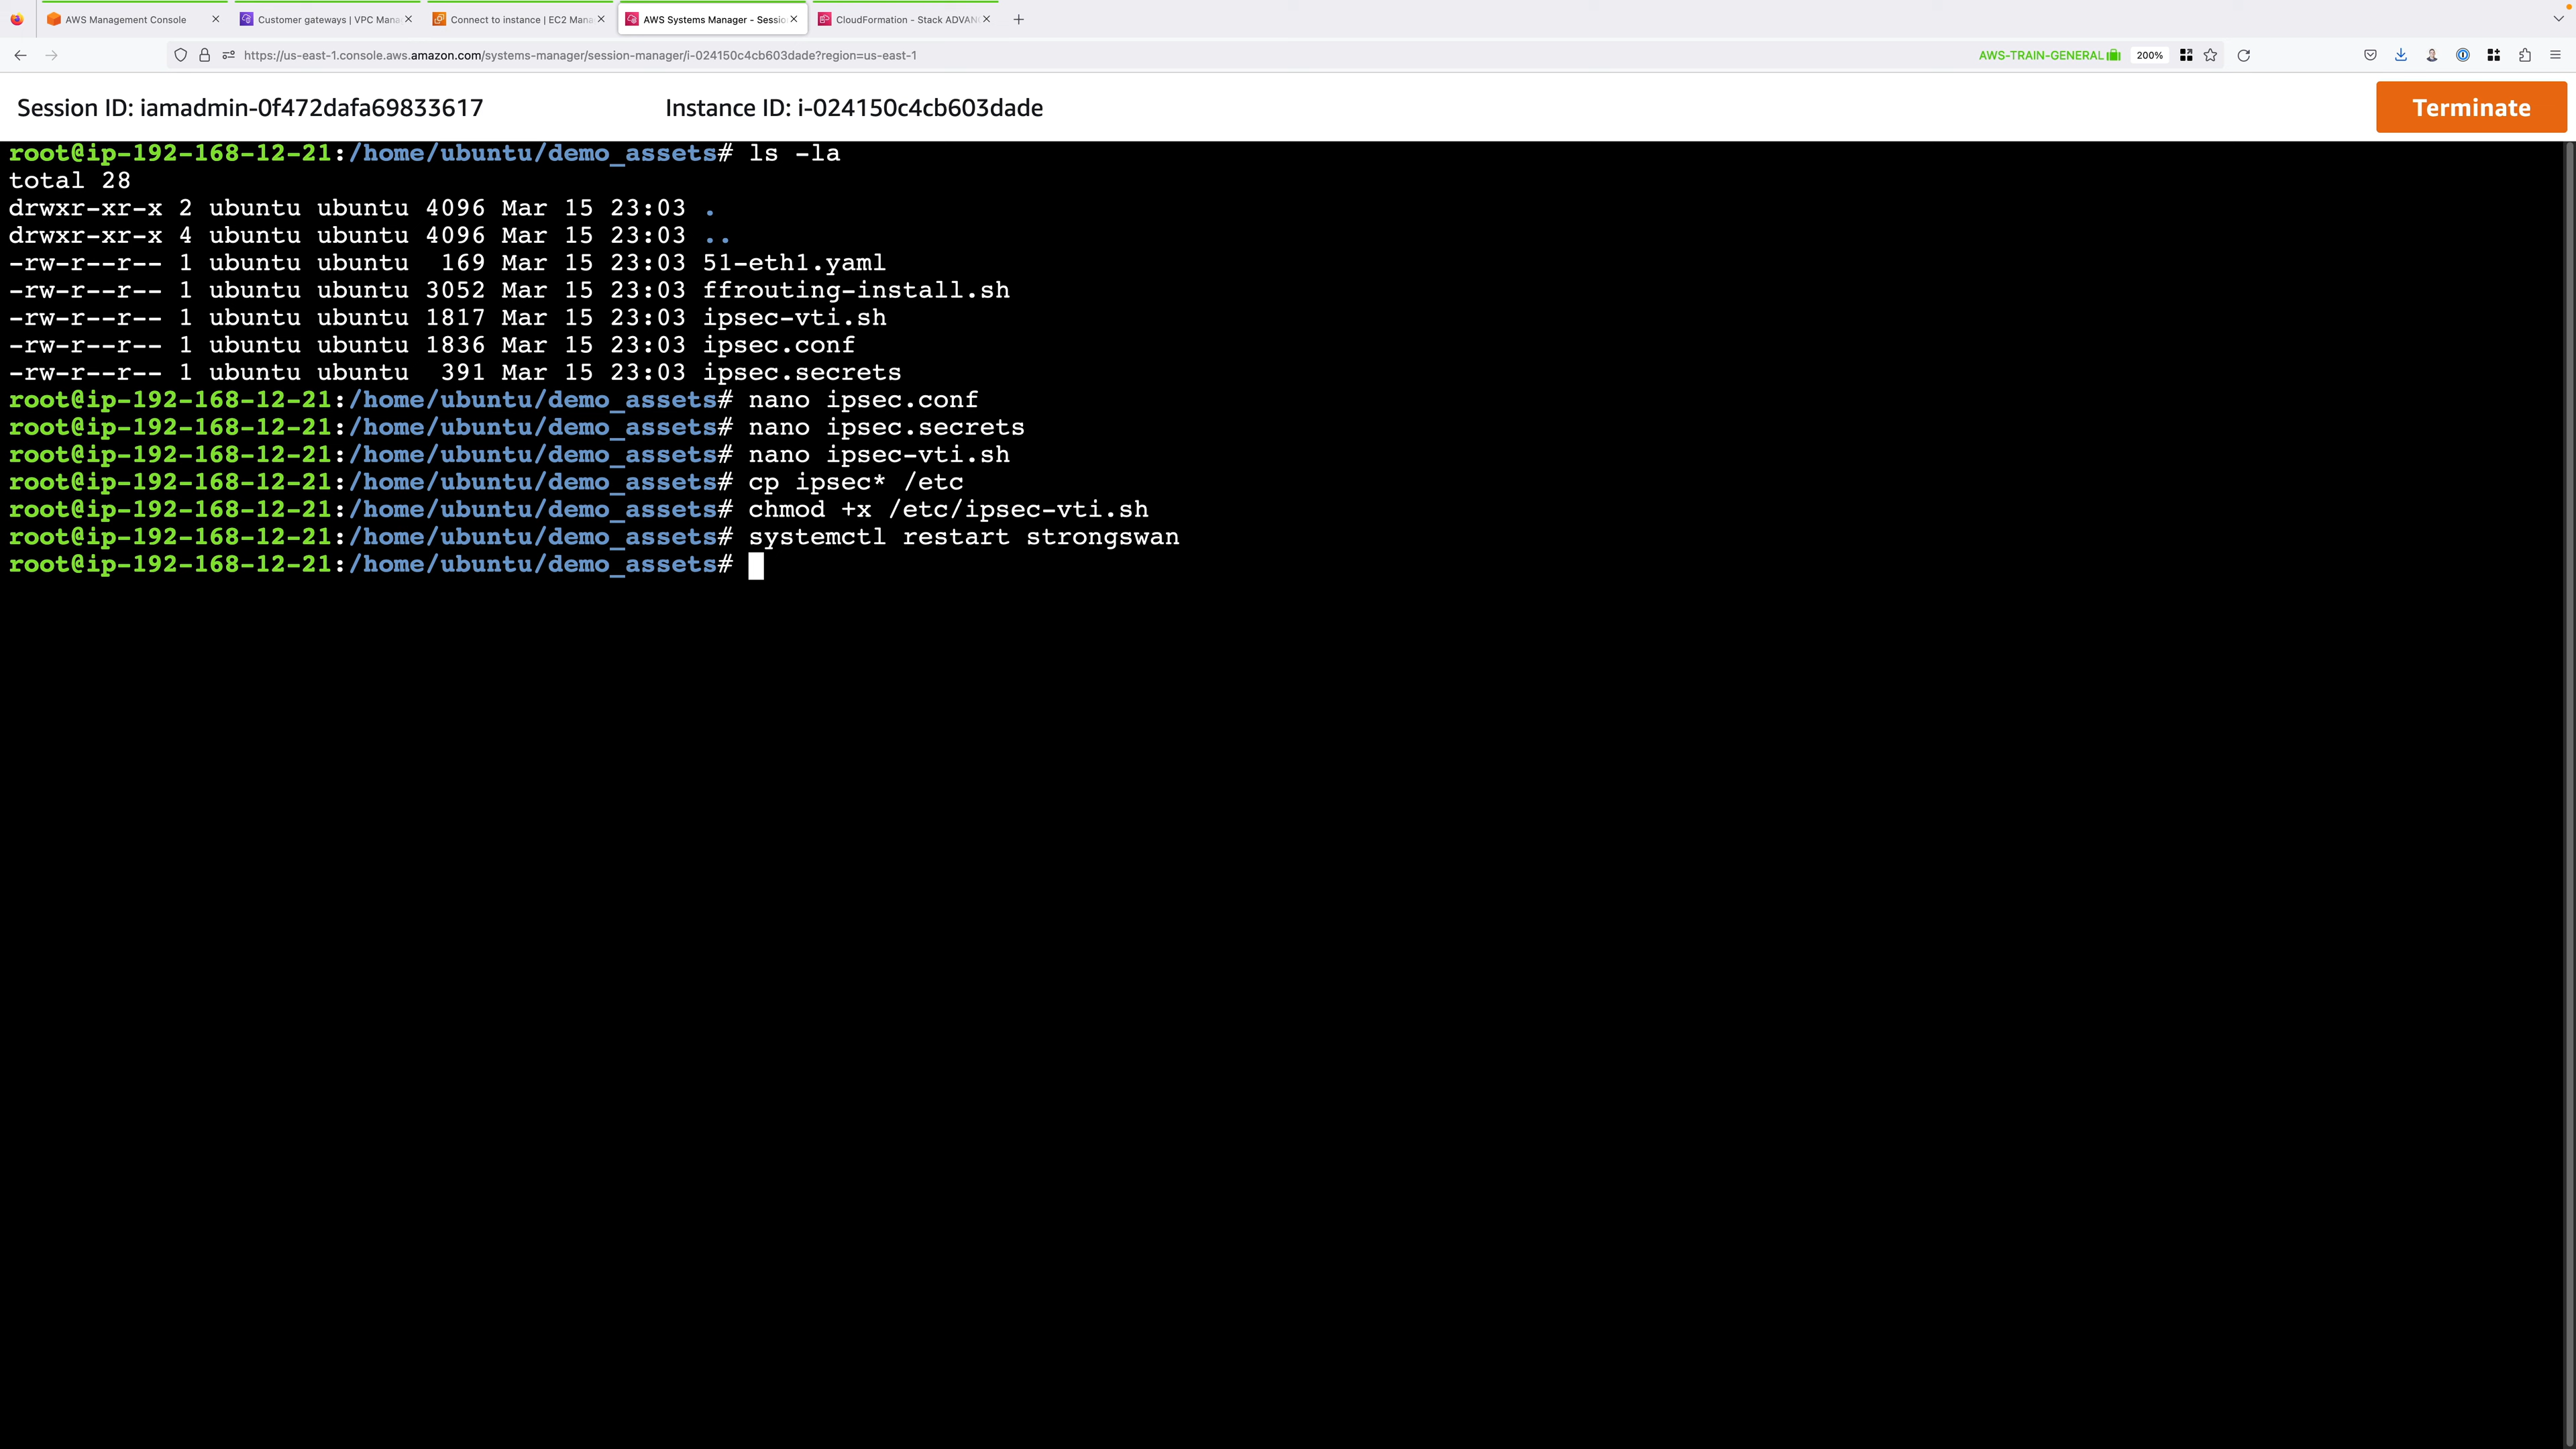 AWS Management Console
Customer gateways | VPC Mana
Connect to instance | EC2 Mana
AWS Systems Manager - Sessi
CloudFormation - Stack ADVAN
https://us-east-1.console.aws.amazon.com/systems-manager/session-manager/i-024150c4cb603dade?region=us-east-1
AWS-TRAIN-GENERAL
200%
Session ID: iamadmin-0f472dafa69833617
Instance ID: i-024150c4cb603dade
Terminate
root@ip-192-168-12-21:/home/ubuntu/demo_assets# ls -la
total 28
drwxr-xr-x 2 ubuntu ubuntu 4096 Mar 15 23:03 .
drwxr-xr-x 4 ubuntu ubuntu 4096 Mar 15 23:03 ..
-rw-r--r-- 1 ubuntu ubuntu  169 Mar 15 23:03 51-eth1.yaml
-rw-r--r-- 1 ubuntu ubuntu 3052 Mar 15 23:03 ffrouting-install.sh
-rw-r--r-- 1 ubuntu ubuntu 1817 Mar 15 23:03 ipsec-vti.sh
-rw-r--r-- 1 ubuntu ubuntu 1836 Mar 15 23:03 ipsec.conf
-rw-r--r-- 1 ubuntu ubuntu  391 Mar 15 23:03 ipsec.secrets
root@ip-192-168-12-21:/home/ubuntu/demo_assets# nano ipsec.conf
root@ip-192-168-12-21:/home/ubuntu/demo_assets# nano ipsec.secrets
root@ip-192-168-12-21:/home/ubuntu/demo_assets# nano ipsec-vti.sh
root@ip-192-168-12-21:/home/ubuntu/demo_assets# cp ipsec* /etc
root@ip-192-168-12-21:/home/ubuntu/demo_assets# chmod +x /etc/ipsec-vti.sh
root@ip-192-168-12-21:/home/ubuntu/demo_assets# systemctl restart strongswan
root@ip-192-168-12-21:/home/ubuntu/demo_assets#